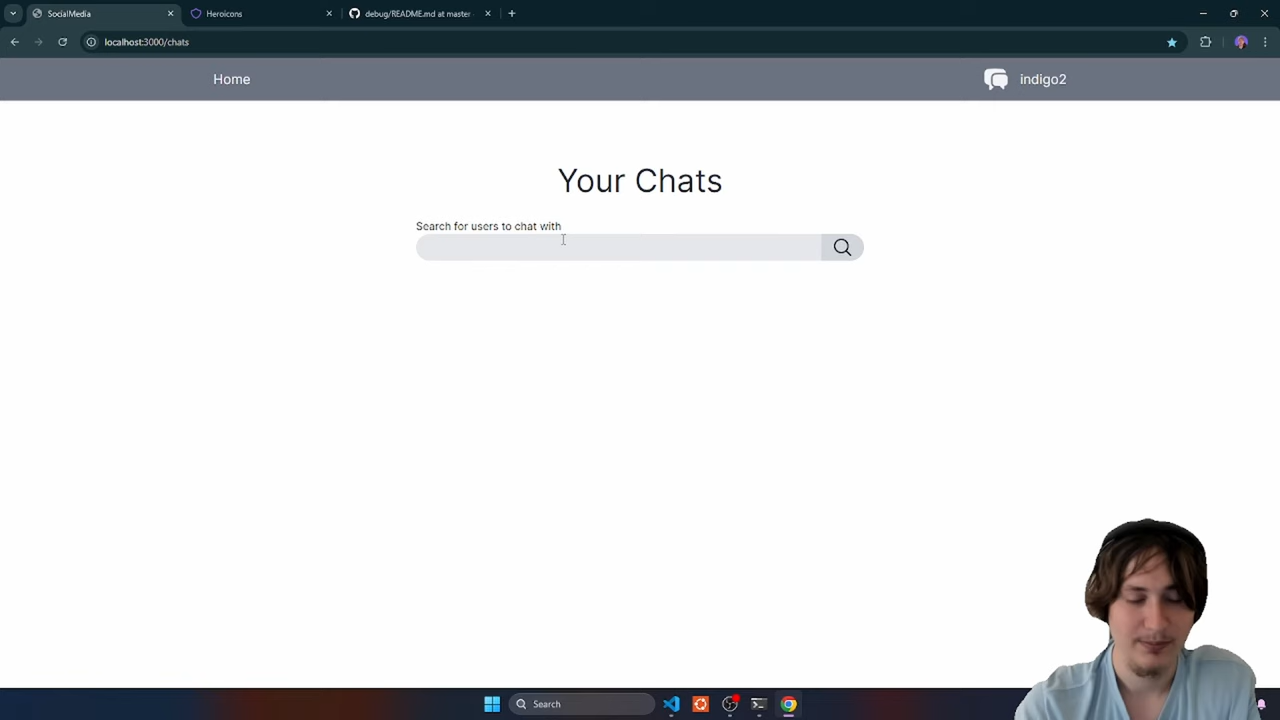 SocialMedia
Heroicons
debug/README.md at master
localhost:3000/chats
Home
indigo2
Your Chats
Search for users to chat with
Search